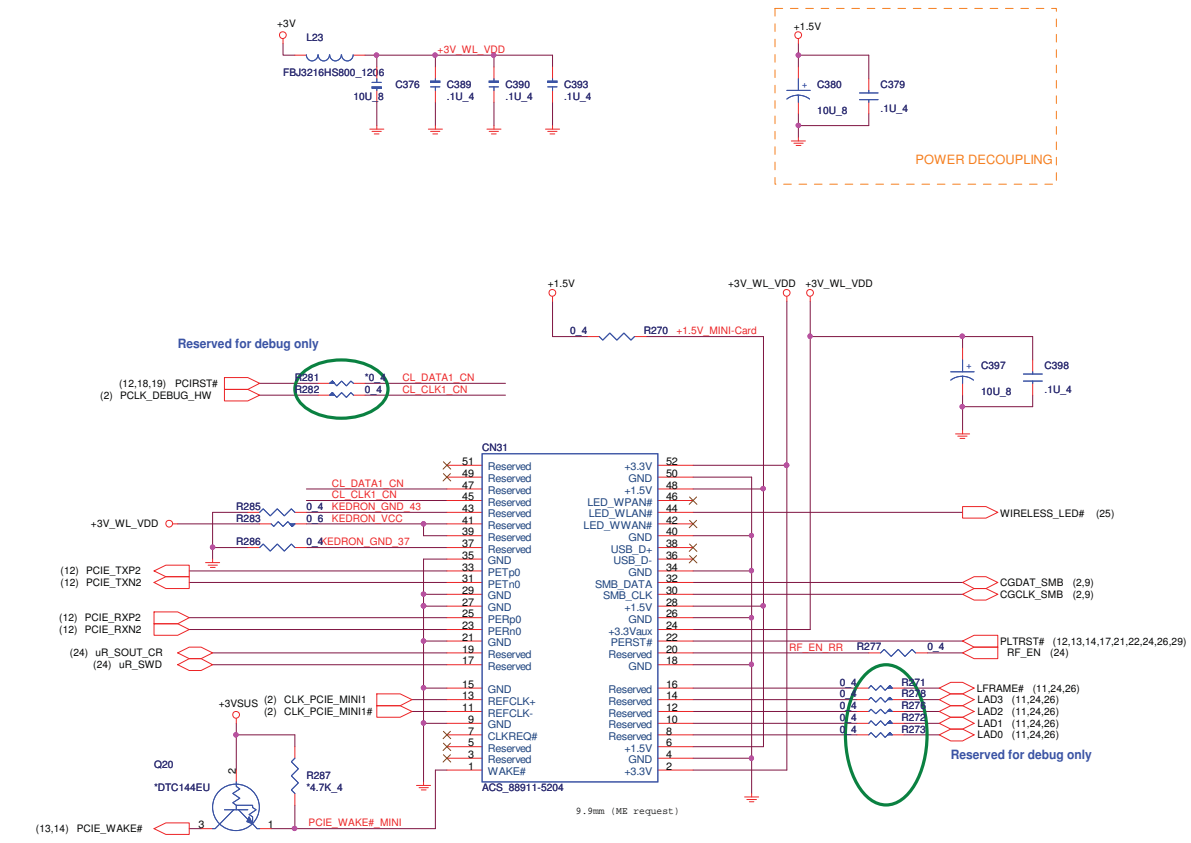 +3V
L23
+3V_WL_VDD
FBJ3216HS800_1206
C376
10U_8
C389
.1U_4
C390
.1U_4
C393
.1U_4
+1.5V
C380
10U_8
C379
.1U_4
POWER DECOUPLING
+1.5V
+3V_WL_VDD
+3V_WL_VDD
0_4 R270 +1.5V_MINI-Card
C397
10U_8
C398
.1U_4
Reserved for debug only
(12,18,19) PCIRST# R281 *0_4 CL_DATA1_CN
(2) PCLK_DEBUG_HW R282 0_4 CL_CLK1_CN
CN31
51 Reserved +3.3V 52
49 Reserved GND 50
CL_DATA1_CN 47 Reserved +1.5V 48
CL_CLK1_CN 45 Reserved LED_WPAN# 46
R285 0_4 KEDRON_GND_43 43 Reserved LED_WLAN# 44 WIRELESS_LED# (25)
+3V_WL_VDD R283 0_6 KEDRON_VCC 41 Reserved LED_WWAN# 42
39 Reserved GND 40
R286 0_4 KEDRON_GND_37 37 Reserved USB_D+ 38
35 GND USB_D- 36
(12) PCIE_TXP2 33 PETp0 GND 34
(12) PCIE_TXN2 31 PETn0 SMB_DATA 32 CGDAT_SMB (2,9)
29 GND SMB_CLK 30 CGCLK_SMB (2,9)
27 GND +1.5V 28
(12) PCIE_RXP2 25 PERp0 GND 26
(12) PCIE_RXN2 23 PERn0 +3.3Vaux 24
21 GND PERST# 22 PLTRST# (12,13,14,17,21,22,24,26,29)
(24) uR_SOUT_CR 19 Reserved Reserved 20 RF_EN_RR R277 0_4 RF_EN (24)
(24) uR_SWD 17 Reserved GND 18
15 GND Reserved 16 0_4 R271 LFRAME# (11,24,26)
(2) CLK_PCIE_MINI1 13 REFCLK+ Reserved 14 0_4 R278 LAD3 (11,24,26)
(2) CLK_PCIE_MINI1# 11 REFCLK- Reserved 12 0_4 R276 LAD2 (11,24,26)
9 GND Reserved 10 0_4 R272 LAD1 (11,24,26)
7 CLKREQ# Reserved 8 0_4 R273 LAD0 (11,24,26)
5 Reserved +1.5V 6
3 Reserved GND 4
1 WAKE# +3.3V 2
Reserved for debug only
ACS_88911-5204
9.9mm (ME request)
+3VSUS
Q20
*DTC144EU
2
R287
*4.7K_4
(13,14) PCIE_WAKE# 3 1 PCIE_WAKE#_MINI